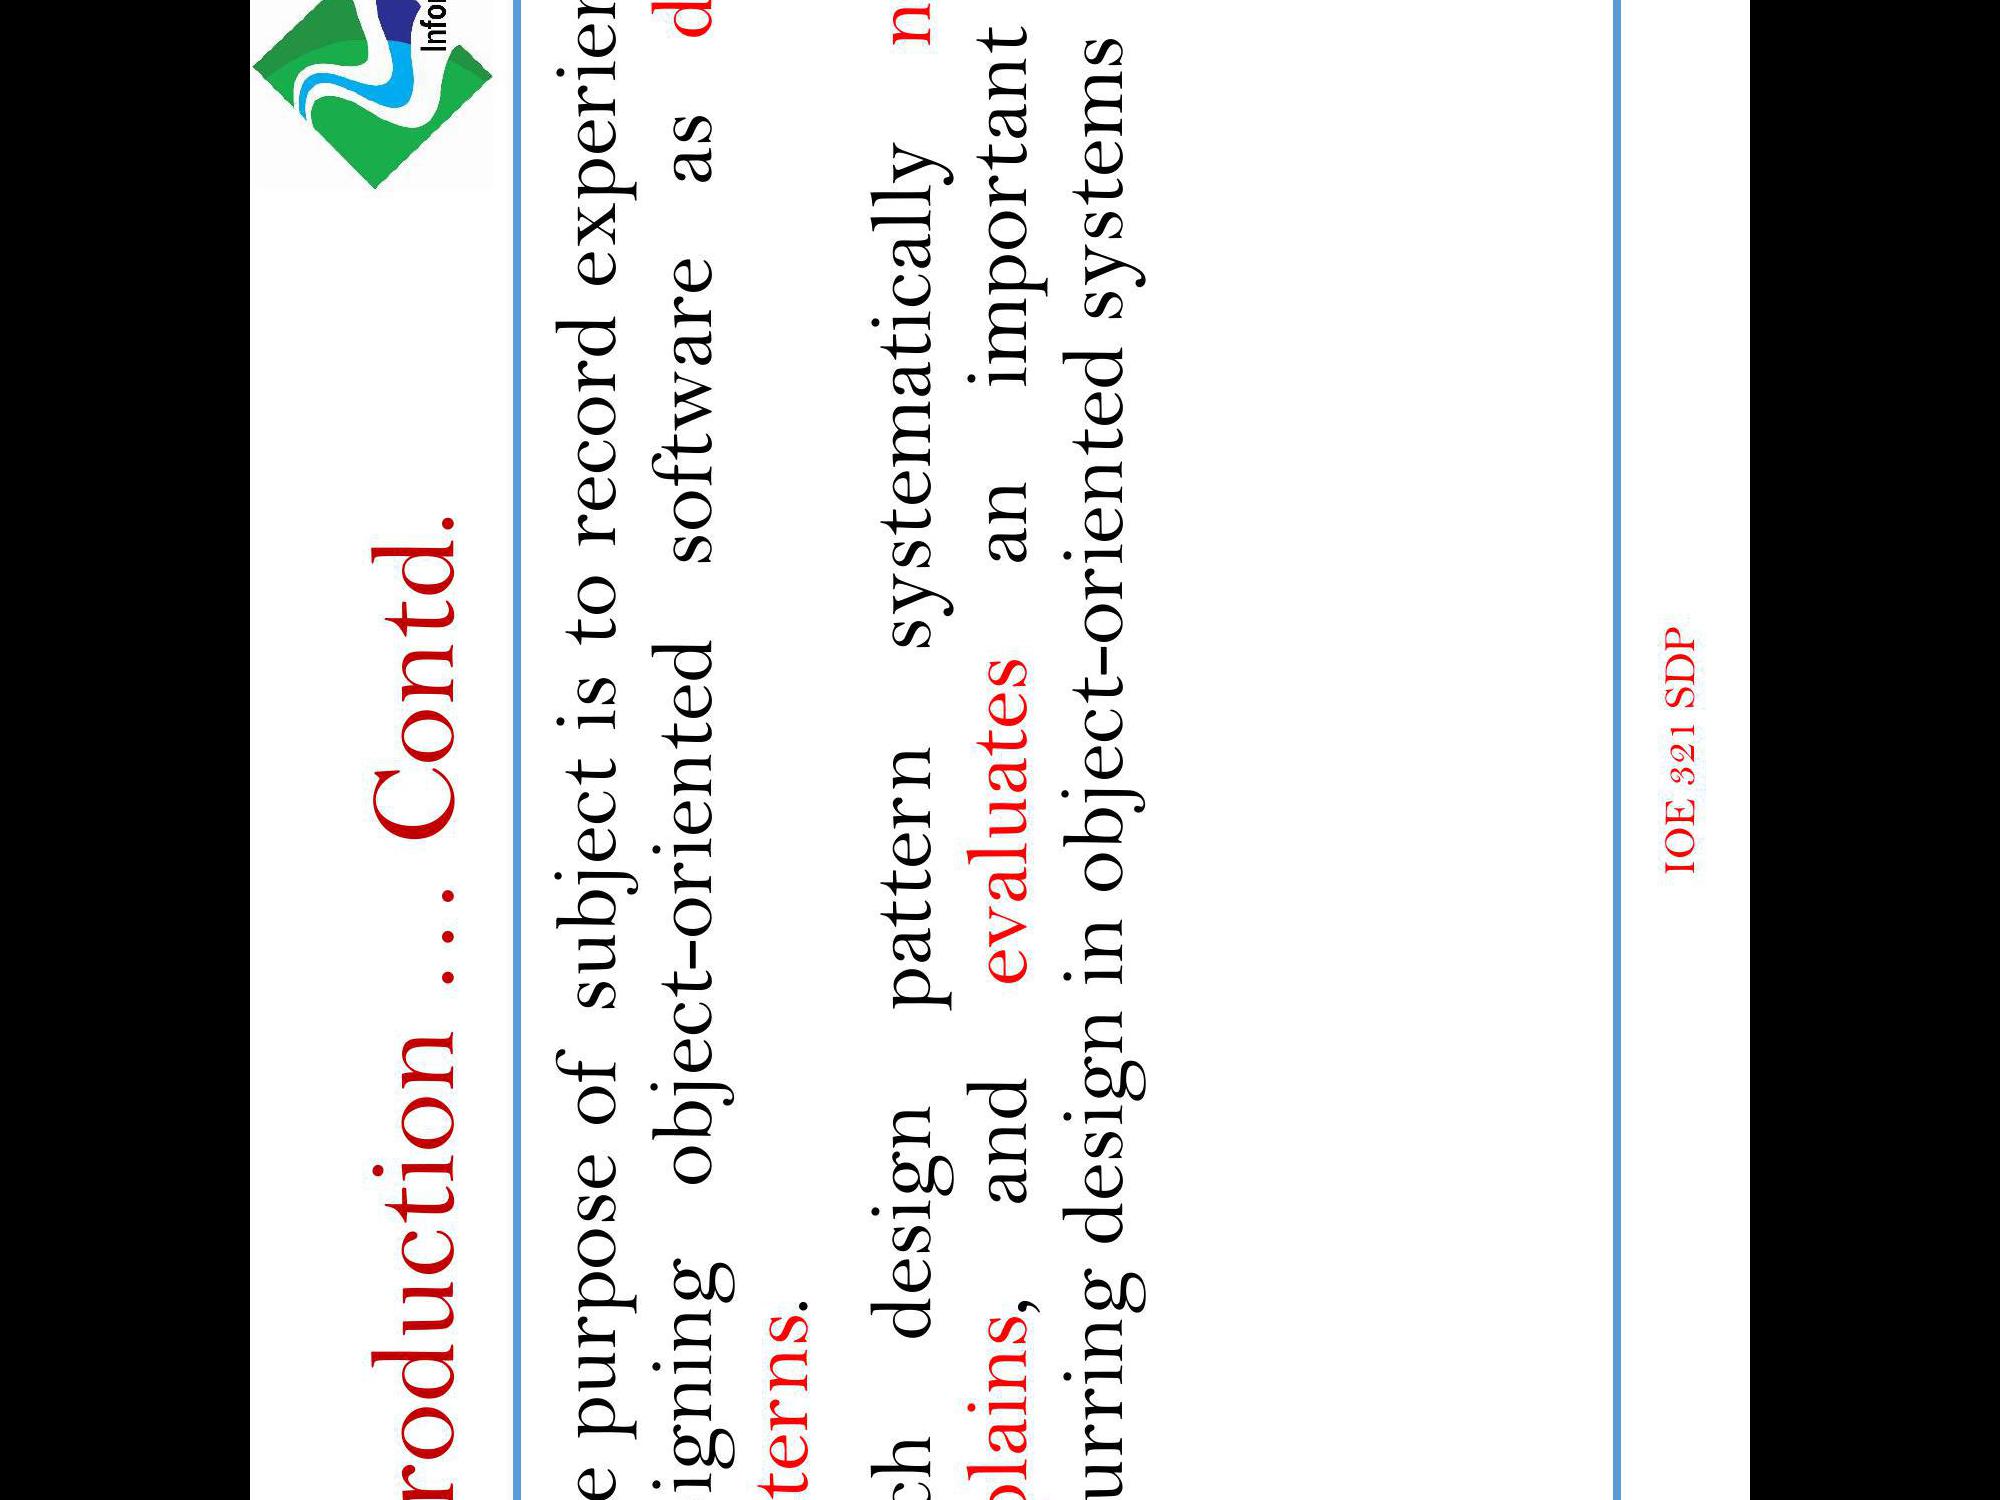 Infor
roduction ... Contd.
e purpose of subject is to record experien
igning object-oriented software as d
terns.
ch design pattern systematically n
plains, and evaluates an important
urring design in object-oriented systems
IOE 321 SDP